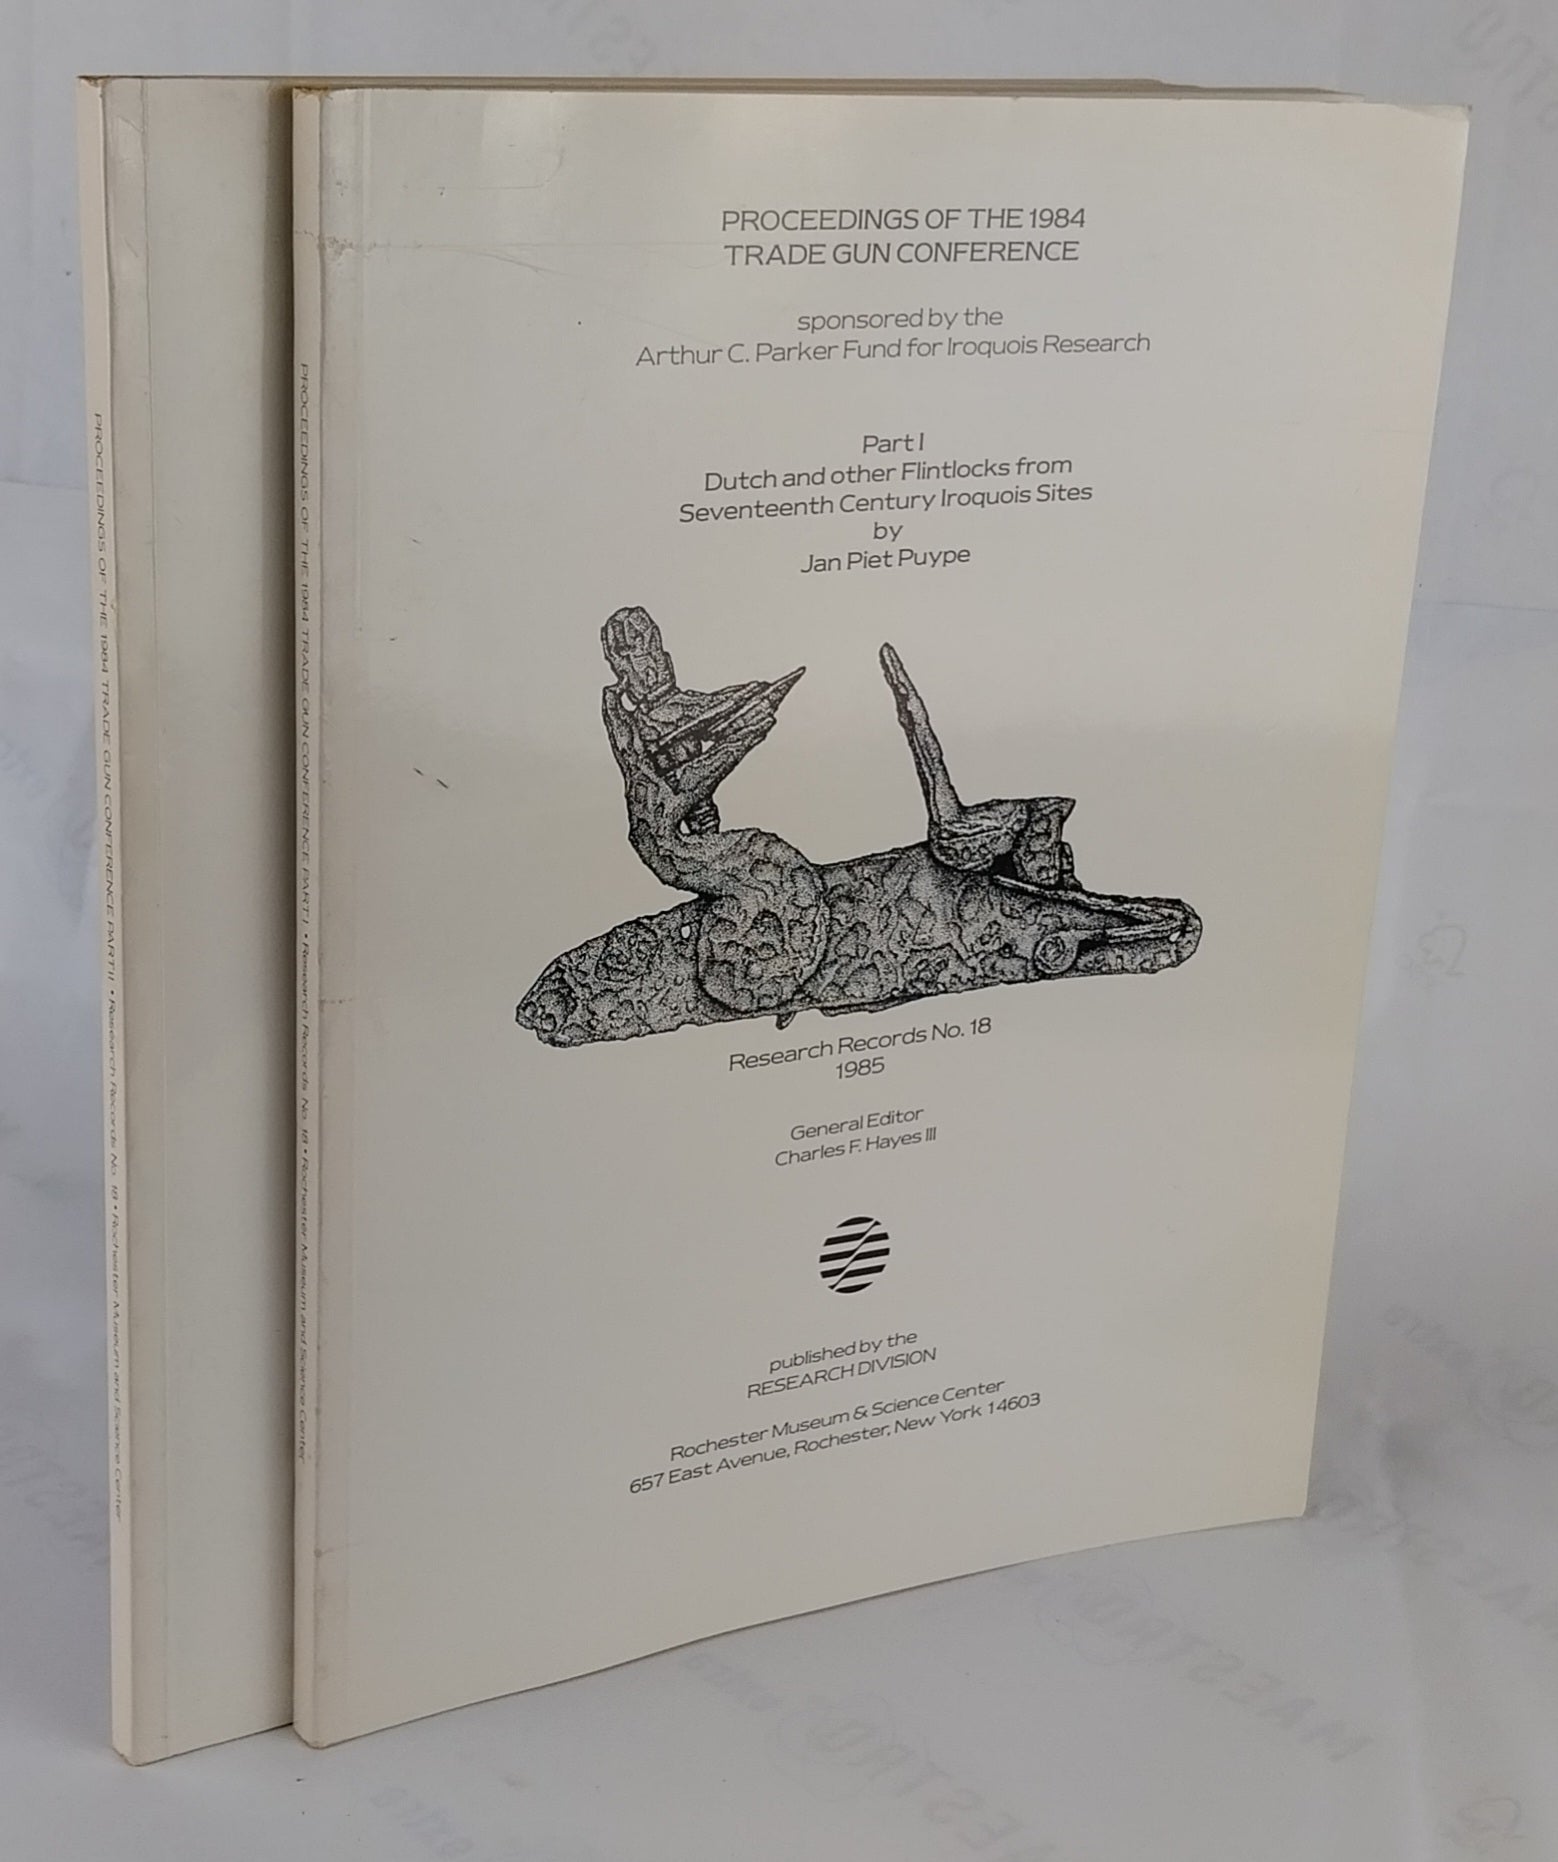 PROCEEDINGS OF THE 1984 TRADE GUN CONFERENCE PART II • Research Records No. 18 • Rochester Museum and Science Center
PROCEEDINGS OF THE 1984 TRADE GUN CONFERENCE PART I • Research Records No. 18 • Rochester Museum and Science Center
PROCEEDINGS OF THE 1984
TRADE GUN CONFERENCE
sponsored by the
Arthur C. Parker Fund for Iroquois Research
Part I
Dutch and other Flintlocks from
Seventeenth Century Iroquois Sites
by
Jan Piet Puype
Research Records No. 18
1985
General Editor
Charles F. Hayes III
published by the
RESEARCH DIVISION
Rochester Museum & Science Center
657 East Avenue, Rochester, New York 14603
MAESTRO
extra